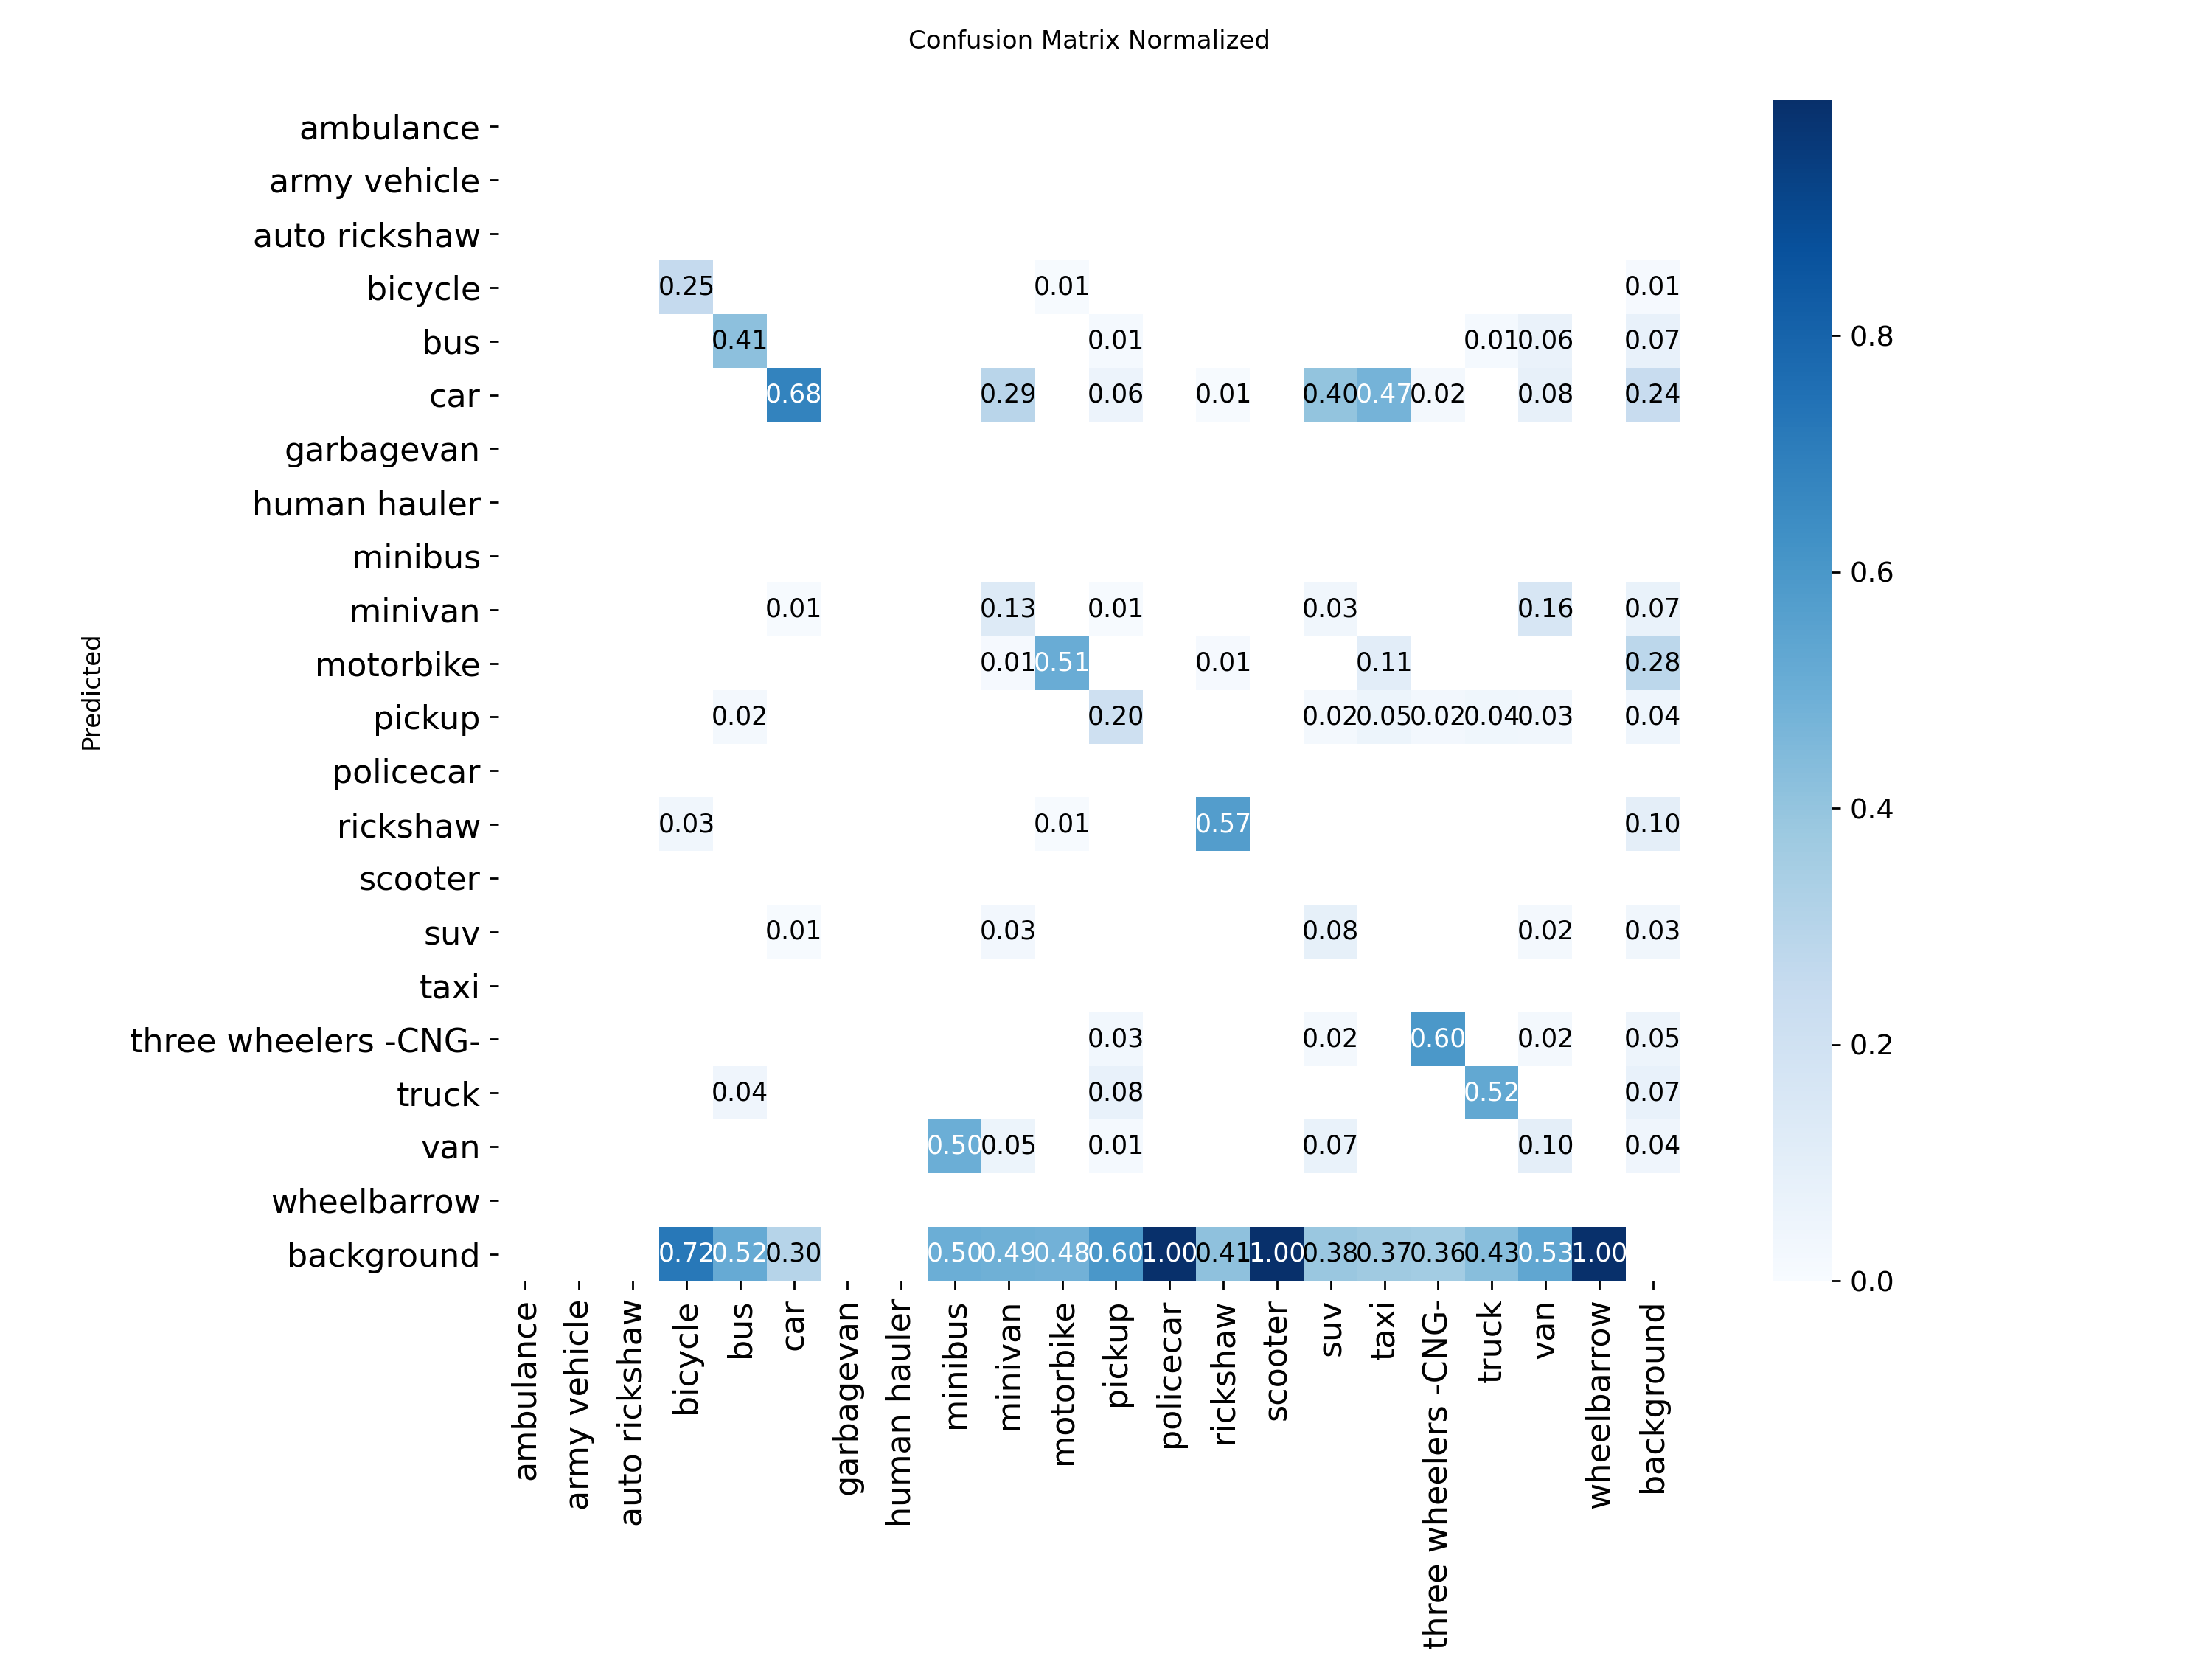 Confusion Matrix Normalized
Predicted
ambulance
army vehicle
auto rickshaw
bicycle 0.25 0.01 0.01
bus 0.41 0.01 0.01 0.06 0.07
car 0.68 0.29 0.06 0.01 0.40 0.47 0.02 0.08 0.24
garbagevan
human hauler
minibus
minivan 0.01 0.13 0.01 0.03 0.16 0.07
motorbike 0.01 0.51 0.01 0.11 0.28
pickup 0.02 0.20 0.02 0.05 0.02 0.04 0.03 0.04
policecar
rickshaw 0.03 0.01 0.57 0.10
scooter
suv 0.01 0.03 0.08 0.02 0.03
taxi
three wheelers -CNG- 0.03 0.02 0.60 0.02 0.05
truck 0.04 0.08 0.52 0.07
van 0.50 0.05 0.01 0.07 0.10 0.04
wheelbarrow
background 0.72 0.52 0.30 0.50 0.49 0.48 0.60 1.00 0.41 1.00 0.38 0.37 0.36 0.43 0.53 1.00
ambulance
army vehicle
auto rickshaw
bicycle
bus
car
garbagevan
human hauler
minibus
minivan
motorbike
pickup
policecar
rickshaw
scooter
suv
taxi
three wheelers -CNG-
truck
van
wheelbarrow
background
0.8
0.6
0.4
0.2
0.0